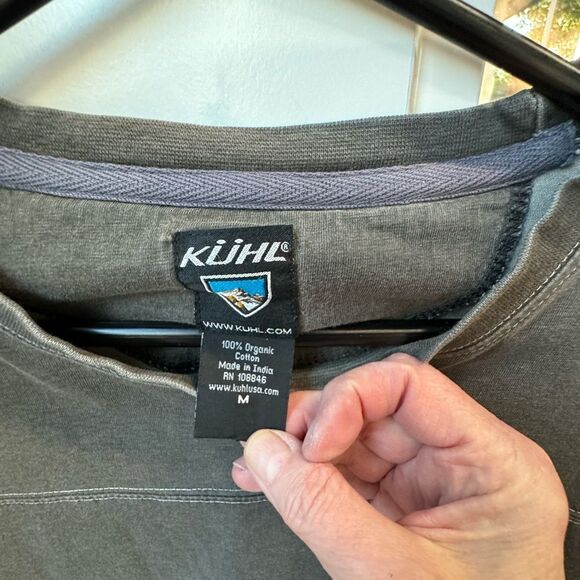 KÜHL®
WWW.KUHL.COM
100% Organic
Cotton
Made in India
RN 108846
www.kuhlusa.com
M